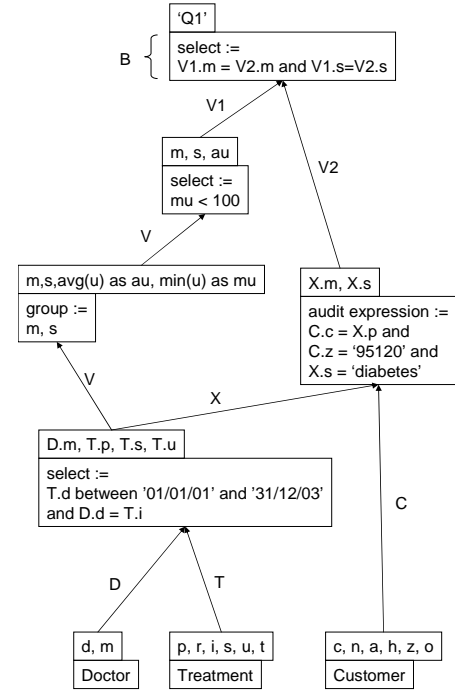 'Q1'
B
select :=
V1.m = V2.m and V1.s=V2.s
V1
V2
m, s, au
select :=
mu < 100
V
m,s,avg(u) as au, min(u) as mu
group :=
m, s
X.m, X.s
audit expression :=
C.c = X.p and
C.z = '95120' and
X.s = 'diabetes'
V
X
D.m, T.p, T.s, T.u
select :=
T.d between '01/01/01' and '31/12/03'
and D.d = T.i
C
D
T
d, m
Doctor
p, r, i, s, u, t
Treatment
c, n, a, h, z, o
Customer